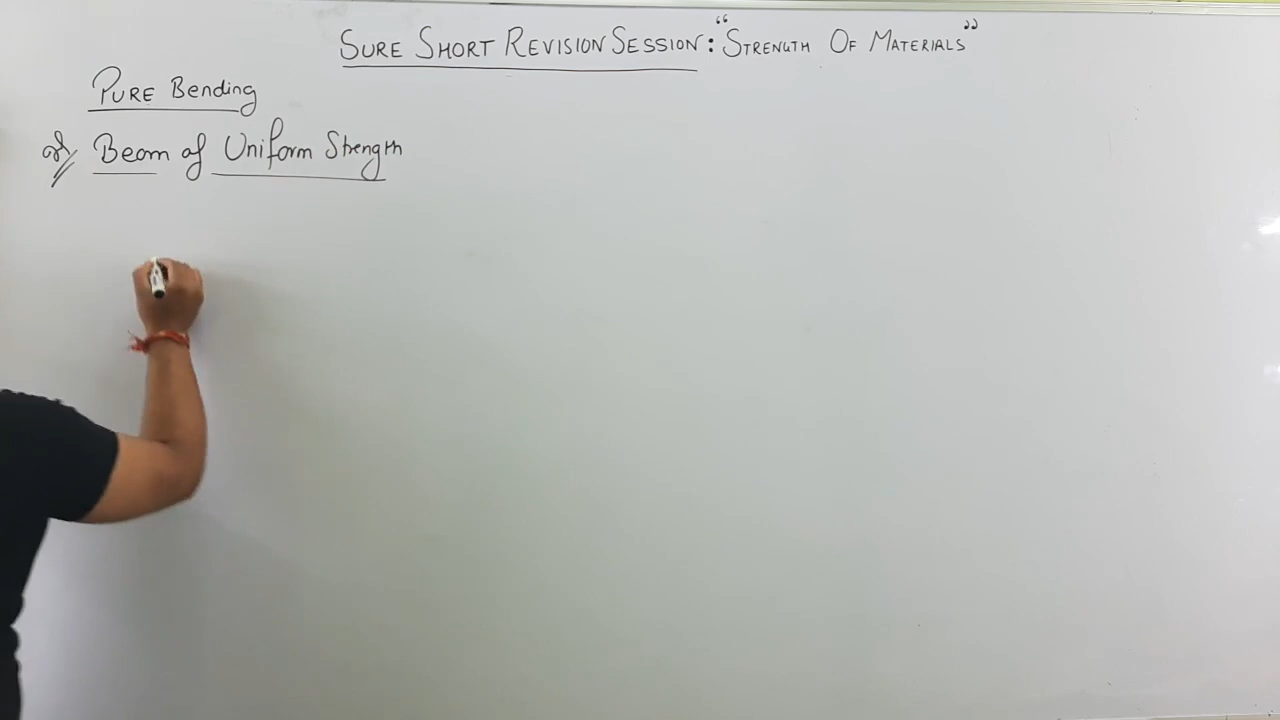 SURE SHORT REVISION SESSION: "STRENGTH OF MATERIALS"
PURE Bending
Beam of Uniform Strength